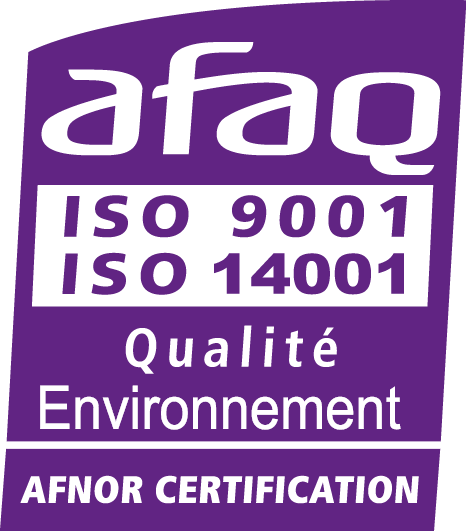 afaq
ISO 9001
ISO 14001
Qualité
Environnement
AFNOR CERTIFICATION